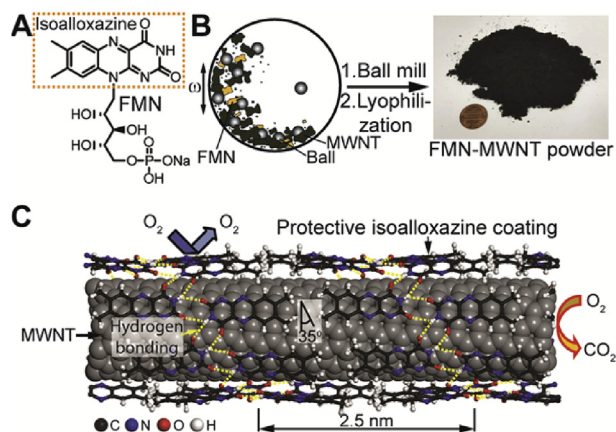 A
Isoalloxazine
O
N
NH
N
N
O
FMN
HO
OH
HO
O
O-P-ONa
OH
B
ω
FMN
Ball
MWNT
1.Ball mill
2.Lyophili-
zation
FMN-MWNT powder
C
O2
O2
Protective isoalloxazine coating
MWNT
Hydrogen
bonding
35º
O2
CO2
2.5 nm
C N O H